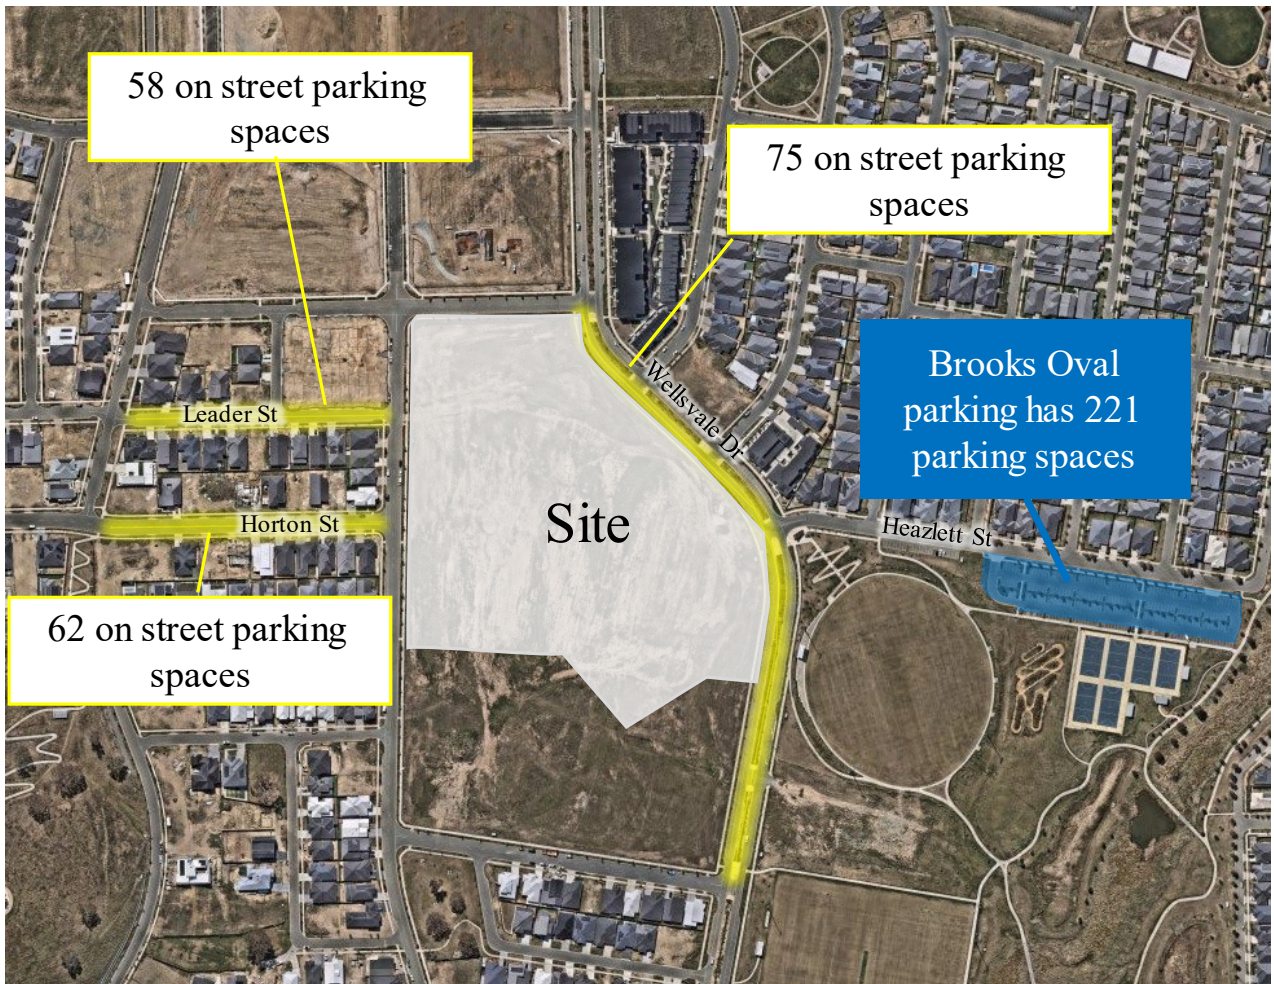 58 on street parking
spaces
75 on street parking
spaces
Brooks Oval
parking has 221
parking spaces
Wellsvale Dr
Leader St
Horton St
Site
Heazlett St
62 on street parking
spaces